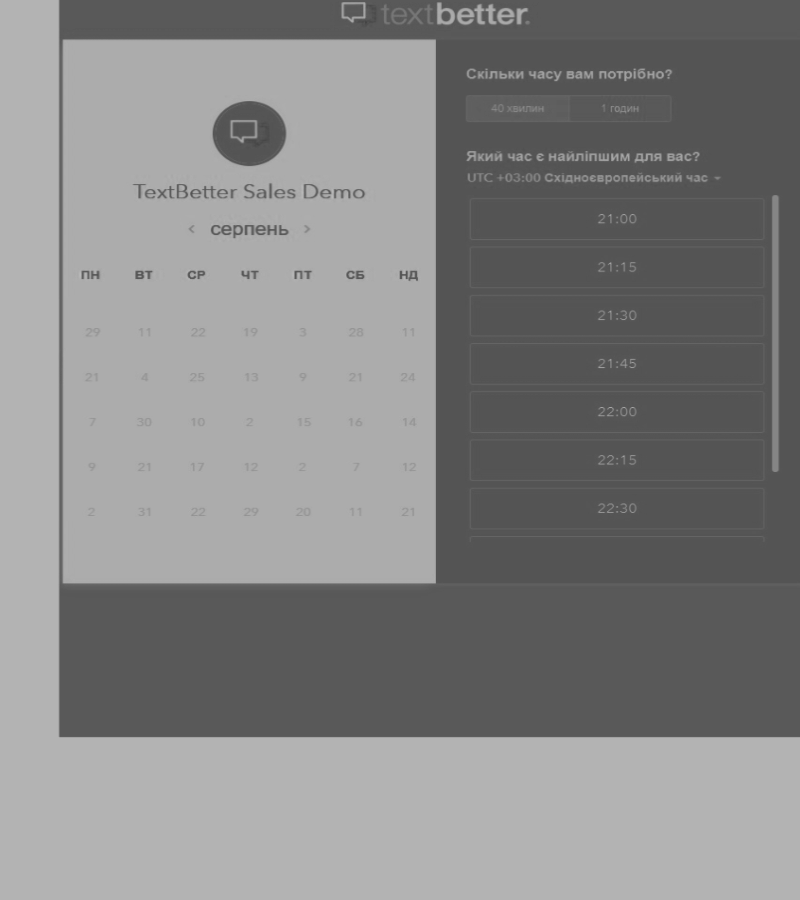 textbetter.
TextBetter Sales Demo
‹ серпень ›
ПН ВТ СР ЧТ ПТ СБ НД
29 11 22 19 3 28 11
21 4 25 13 9 21 24
7 30 10 2 15 16 14
9 21 17 12 2 7 12
2 31 22 29 20 11 21
Скільки часу вам потрібно?
40 хвилин 1 годин
Який час є найліпшим для вас?
UTC +03:00 Східноєвропейський час
21:00
21:15
21:30
21:45
22:00
22:15
22:30